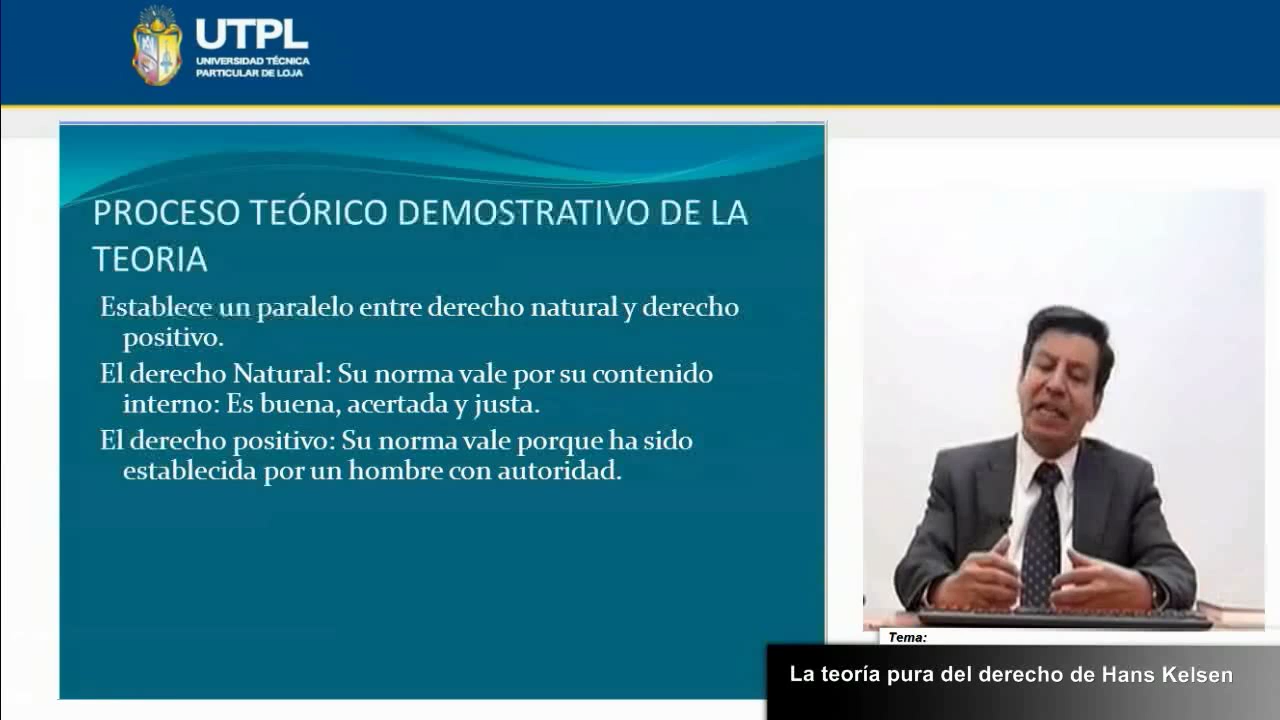 UTPL
UNIVERSIDAD TÉCNICA
PARTICULAR DE LOJA
PROCESO TEÓRICO DEMOSTRATIVO DE LA
TEORIA
Establece un paralelo entre derecho natural y derecho
positivo.
El derecho Natural: Su norma vale por su contenido
interno: Es buena, acertada y justa.
El derecho positivo: Su norma vale porque ha sido
establecida por un hombre con autoridad.
Tema:
La teoría pura del derecho de Hans Kelsen